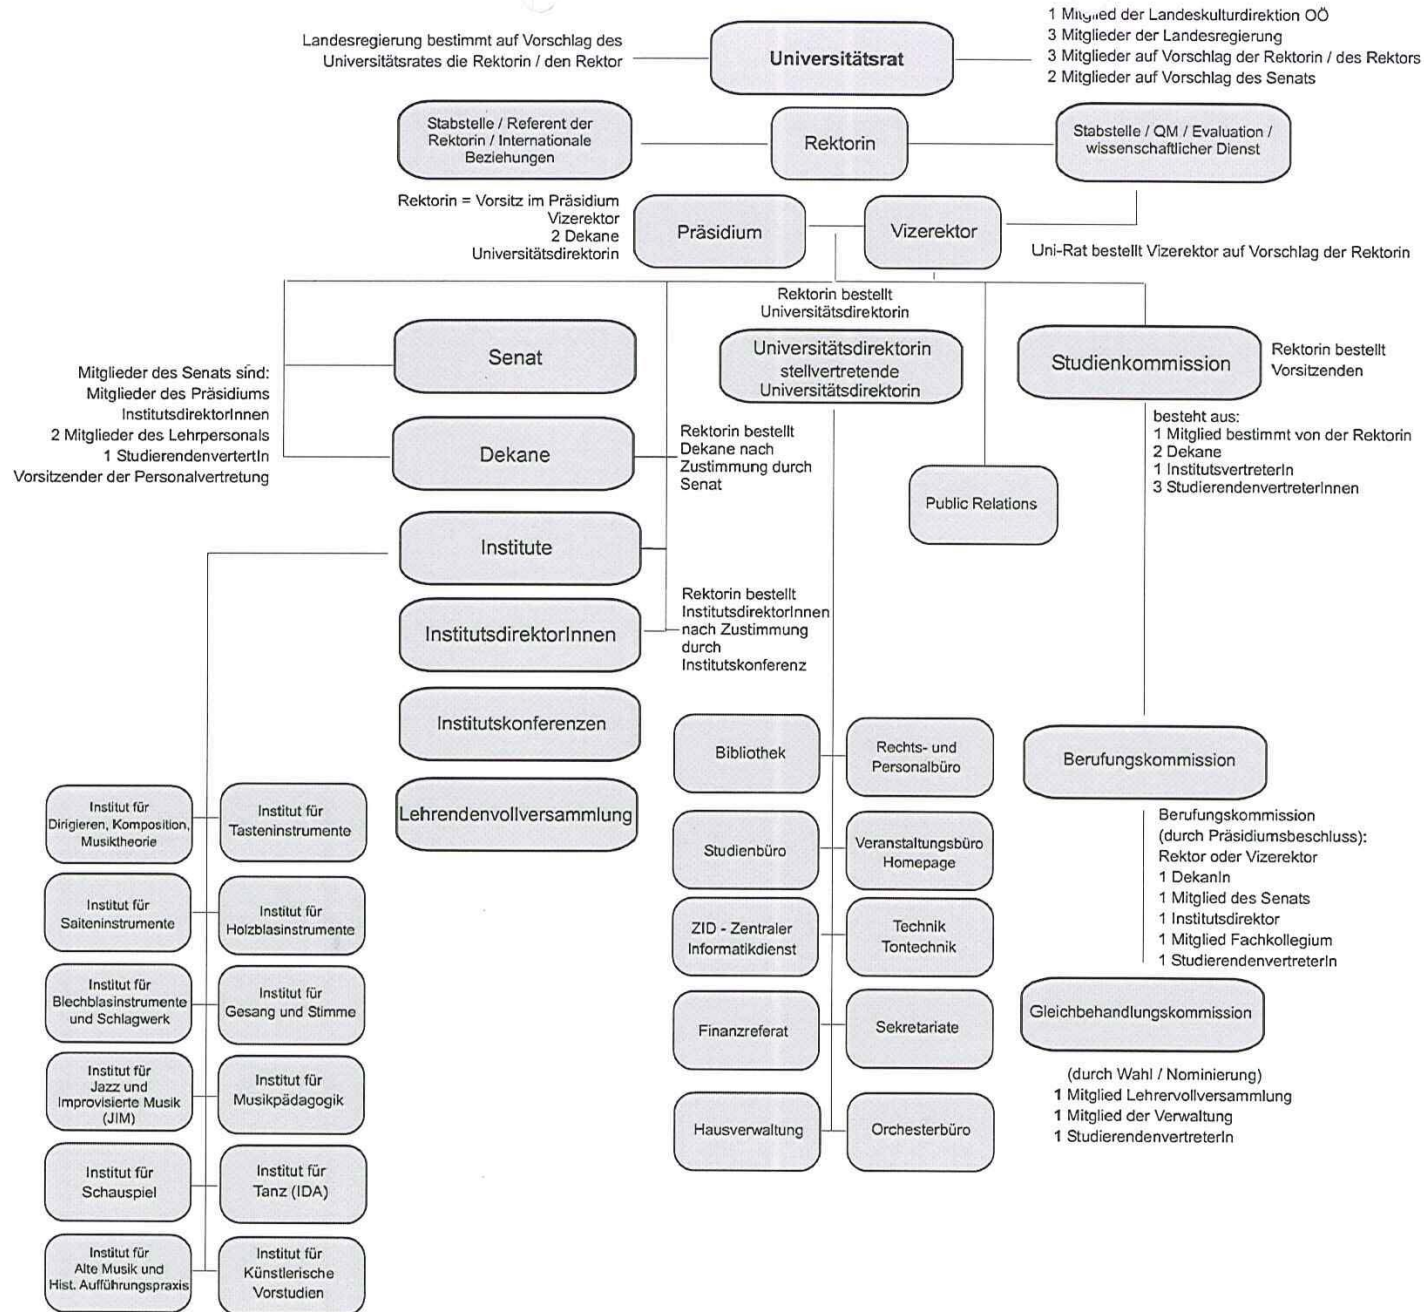 Landesregierung bestimmt auf Vorschlag des
Universitätsrates die Rektorin / den Rektor
Universitätsrat
1 Mitglied der Landeskulturdirektion OÖ
3 Mitglieder der Landesregierung
3 Mitglieder auf Vorschlag der Rektorin / des Rektors
2 Mitglieder auf Vorschlag des Senats
Stabstelle / Referent der
Rektorin / Internationale
Beziehungen
Rektorin
Stabstelle / QM / Evaluation /
wissenschaftlicher Dienst
Rektorin = Vorsitz im Präsidium
Vizerektor
2 Dekane
Universitätsdirektorin
Präsidium
Vizerektor
Uni-Rat bestellt Vizerektor auf Vorschlag der Rektorin
Rektorin bestellt
Universitätsdirektorin
Senat
Universitätsdirektorin
stellvertretende
Universitätsdirektorin
Studienkommission
Rektorin bestellt
Vorsitzenden
Mitglieder des Senats sind:
Mitglieder des Präsidiums
InstitutsdirektorInnen
2 Mitglieder des Lehrpersonals
1 StudierendenvertertIn
Vorsitzender der Personalvertretung
Dekane
Rektorin bestellt
Dekane nach
Zustimmung durch
Senat
besteht aus:
1 Mitglied bestimmt von der Rektorin
2 Dekane
1 InstitutsvertreterIn
3 StudierendenvertreterInnen
Public Relations
Institute
InstitutsdirektorInnen
Rektorin bestellt
InstitutsdirektorInnen
nach Zustimmung
durch
Institutskonferenz
Institutskonferenzen
Lehrendenvollversammlung
Bibliothek
Rechts- und
Personalbüro
Studienbüro
Veranstaltungsbüro
Homepage
ZID - Zentraler
Informatikdienst
Technik
Tontechnik
Finanzreferat
Sekretariate
Hausverwaltung
Orchesterbüro
Berufungskommission
Berufungskommission
(durch Präsidiumsbeschluss):
Rektor oder Vizerektor
1 DekanIn
1 Mitglied des Senats
1 Institutsdirektor
1 Mitglied Fachkollegium
1 StudierendenvertreterIn
Gleichbehandlungskommission
(durch Wahl / Nominierung)
1 Mitglied Lehrervollversammlung
1 Mitglied der Verwaltung
1 StudierendenvertreterIn
Institut für
Dirigieren, Komposition,
Musiktheorie
Institut für
Tasteninstrumente
Institut für
Saiteninstrumente
Institut für
Holzblasinstrumente
Institut für
Blechblasinstrumente
und Schlagwerk
Institut für
Gesang und Stimme
Institut für
Jazz und
Improvisierte Musik
(JIM)
Institut für
Musikpädagogik
Institut für
Schauspiel
Institut für
Tanz (IDA)
Institut für
Alte Musik und
Hist. Aufführungspraxis
Institut für
Künstlerische
Vorstudien